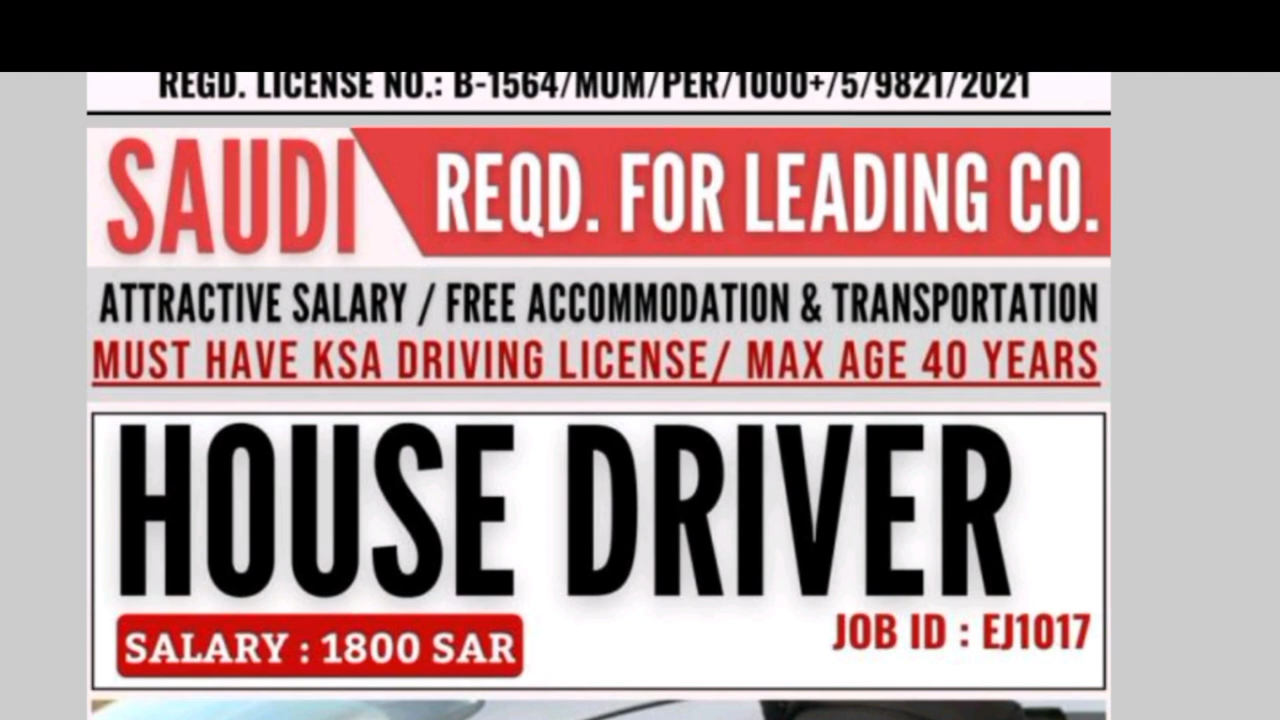 REGD. LICENSE NO.: B-1564/MUM/PER/1000+/5/9821/2021
SAUDI
REQD. FOR LEADING CO.
ATTRACTIVE SALARY / FREE ACCOMMODATION & TRANSPORTATION
MUST HAVE KSA DRIVING LICENSE/ MAX AGE 40 YEARS
HOUSE DRIVER
SALARY : 1800 SAR
JOB ID : EJ1017